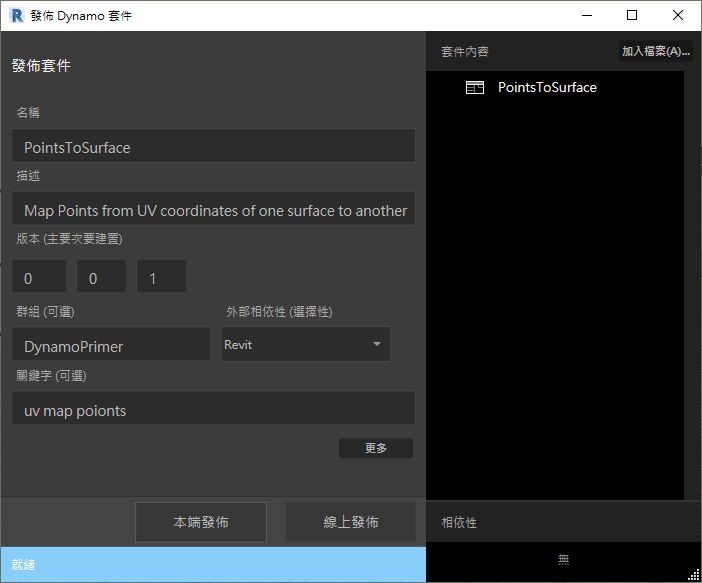 發佈 Dynamo 套件
發佈套件
名稱
PointsToSurface
描述
Map Points from UV coordinates of one surface to another
版本 (主要次要建置)
0 0 1
群組 (可選) 外部相依性 (選擇性)
DynamoPrimer Revit
關鍵字 (可選)
uv map poionts
更多
本端發佈 線上發佈
就緒
套件內容 加入檔案(A)...
PointsToSurface
相依性
無